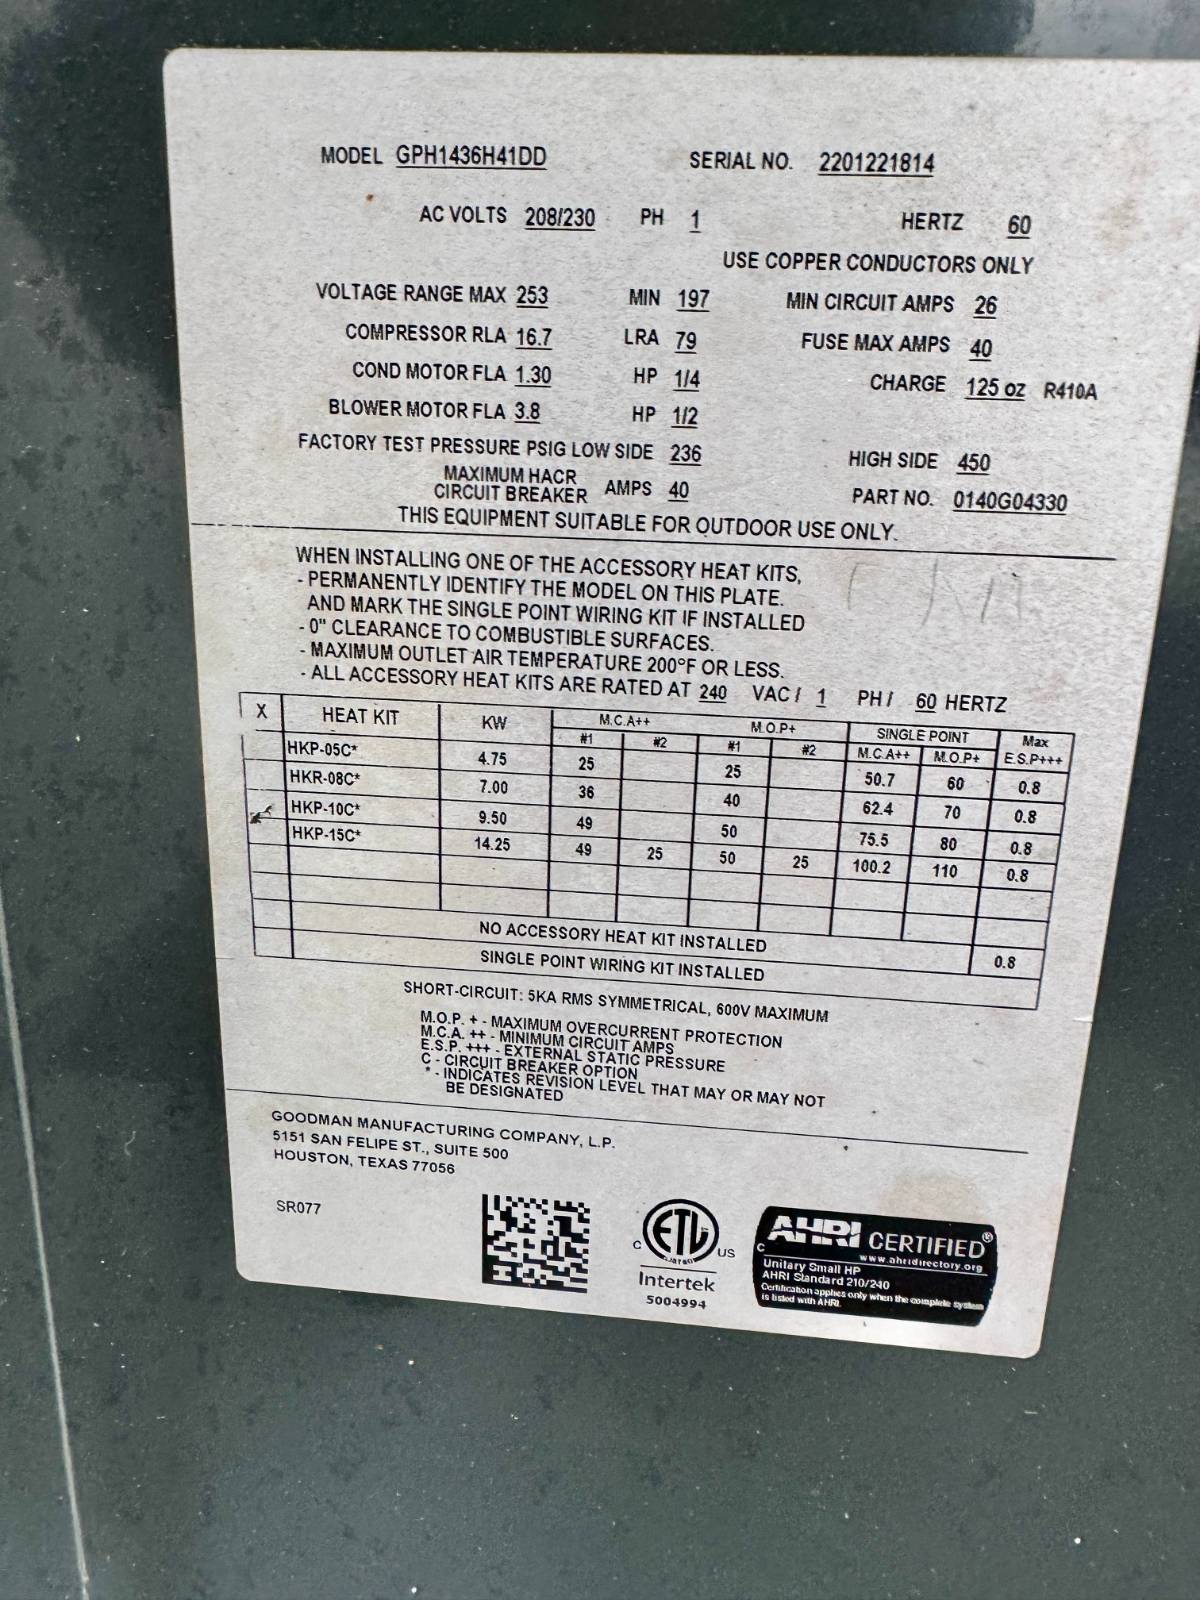 MODEL GPH1436H41DD SERIAL NO. 2201221814
AC VOLTS 208/230 PH 1 HERTZ 60
USE COPPER CONDUCTORS ONLY
VOLTAGE RANGE MAX 253 MIN 197 MIN CIRCUIT AMPS 26
COMPRESSOR RLA 16.7 LRA 79 FUSE MAX AMPS 40
COND MOTOR FLA 1.30 HP 1/4 CHARGE 125 oz R410A
BLOWER MOTOR FLA 3.8 HP 1/2
FACTORY TEST PRESSURE PSIG LOW SIDE 236 HIGH SIDE 450
MAXIMUM HACR
CIRCUIT BREAKER AMPS 40 PART NO. 0140G04330
THIS EQUIPMENT SUITABLE FOR OUTDOOR USE ONLY.
WHEN INSTALLING ONE OF THE ACCESSORY HEAT KITS,
- PERMANENTLY IDENTIFY THE MODEL ON THIS PLATE.
AND MARK THE SINGLE POINT WIRING KIT IF INSTALLED
- 0" CLEARANCE TO COMBUSTIBLE SURFACES.
- MAXIMUM OUTLET AIR TEMPERATURE 200°F OR LESS.
- ALL ACCESSORY HEAT KITS ARE RATED AT 240 VAC / 1 PH / 60 HERTZ
X HEAT KIT KW M.C.A++ M.O.P+ SINGLE POINT Max
#1 #2 #1 #2 M.C.A++ M.O.P+ E.S.P+++
HKP-05C* 4.75 25 25 50.7 60 0.8
HKR-08C* 7.00 36 40 62.4 70 0.8
HKP-10C* 9.50 49 50 75.5 80 0.8
HKP-15C* 14.25 49 25 50 25 100.2 110 0.8
NO ACCESSORY HEAT KIT INSTALLED 0.8
SINGLE POINT WIRING KIT INSTALLED
SHORT-CIRCUIT: 5KA RMS SYMMETRICAL, 600V MAXIMUM
M.O.P. + - MAXIMUM OVERCURRENT PROTECTION
M.C.A. ++ - MINIMUM CIRCUIT AMPS
E.S.P. +++ - EXTERNAL STATIC PRESSURE
C - CIRCUIT BREAKER OPTION
* - INDICATES REVISION LEVEL THAT MAY OR MAY NOT
BE DESIGNATED
GOODMAN MANUFACTURING COMPANY, L.P.
5151 SAN FELIPE ST., SUITE 500
HOUSTON, TEXAS 77056
SR077
C ETL US
Intertek
5004994
AHRI CERTIFIED®
C
www.ahridirectory.org
Unitary Small HP
AHRI Standard 210/240
Certification applies only when the complete system
is listed with AHRI.